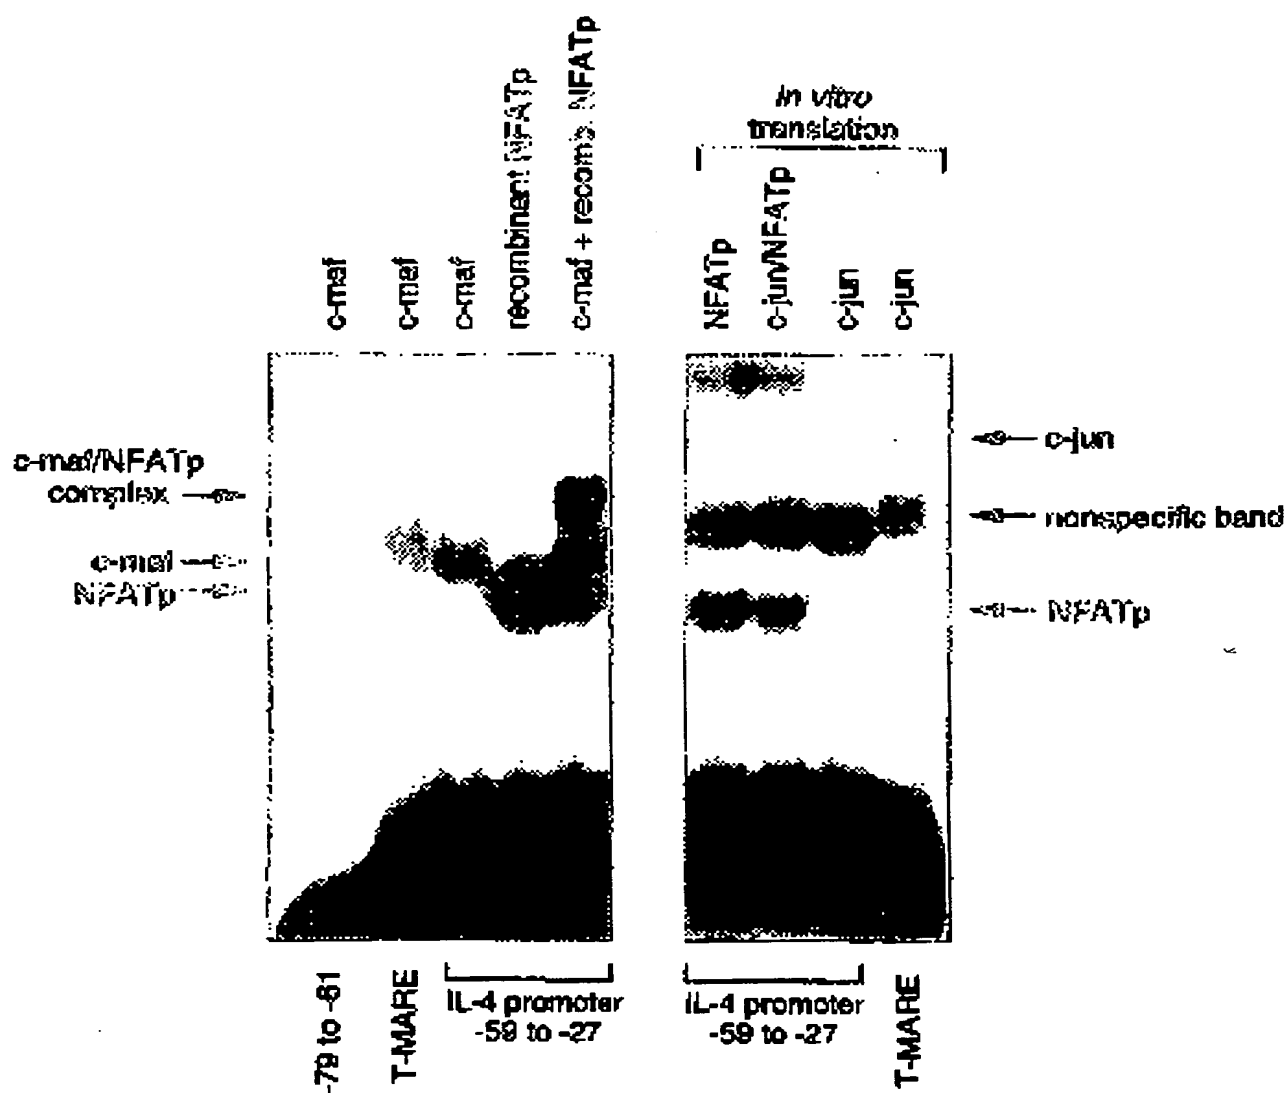 c-maf
c-maf
c-maf
recombinant NFATp
c-maf + recomb. NFATp
In vitro
translation
NFATp
c-jun/NFATp
c-jun
c-jun
c-maf/NFATp
complex
c-maf
NFATp
c-jun
nonspecific band
NFATp
-79 to -61
T-MARE
IL-4 promoter
-59 to -27
IL-4 promoter
-59 to -27
T-MARE